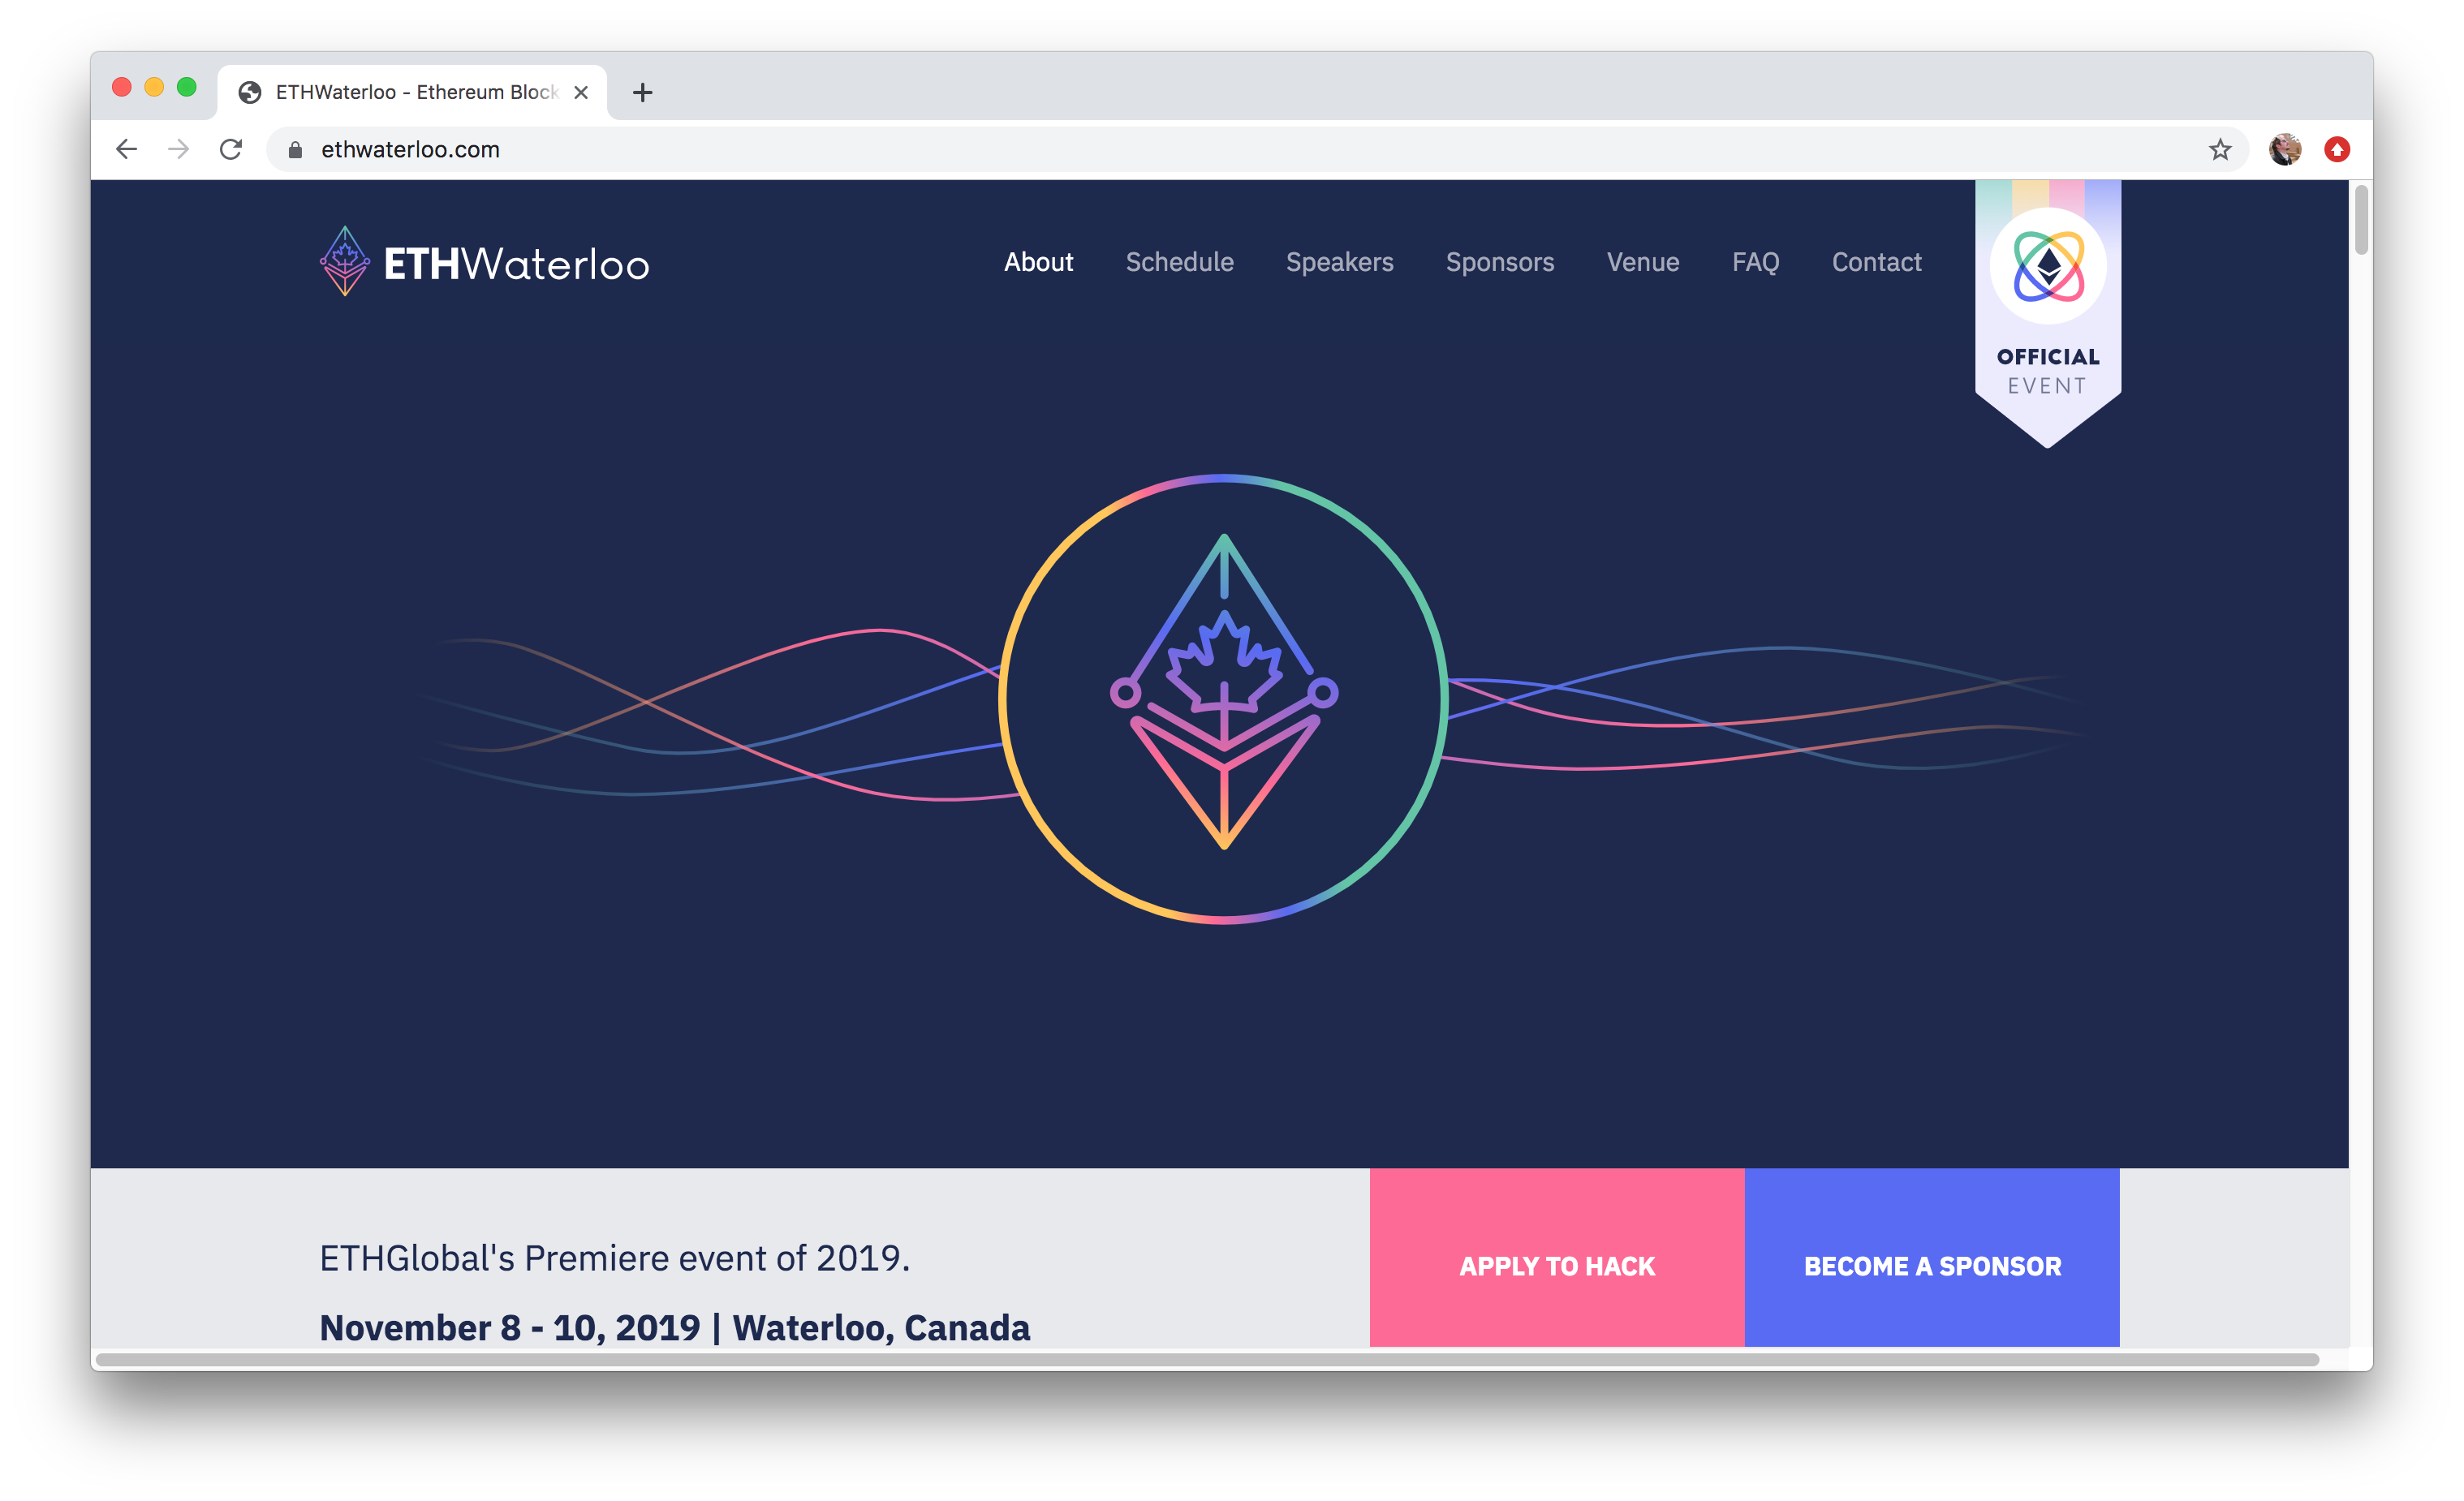 ETHWaterloo - Ethereum Block
ethwaterloo.com
ETHWaterloo
About Schedule Speakers Sponsors Venue FAQ Contact
OFFICIAL
EVENT
ETHGlobal's Premiere event of 2019.
November 8 - 10, 2019 | Waterloo, Canada
APPLY TO HACK
BECOME A SPONSOR